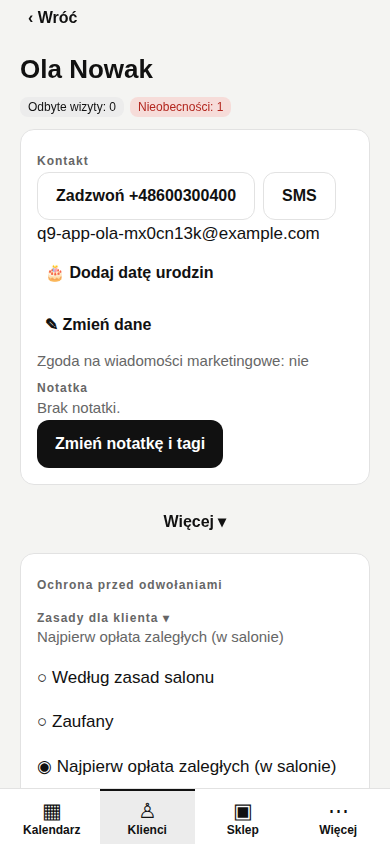 ‹ Wróć
Ola Nowak
Odbyte wizyty: 0
Nieobecności: 1
Kontakt
Zadzwoń +48600300400
SMS
q9-app-ola-mx0cn13k@example.com
🎂 Dodaj datę urodzin
✎ Zmień dane
Zgoda na wiadomości marketingowe: nie
Notatka
Brak notatki.
Zmień notatkę i tagi
Więcej ▾
Ochrona przed odwołaniami
Zasady dla klienta ▾
Najpierw opłata zaległych (w salonie)
○ Według zasad salonu
○ Zaufany
◉ Najpierw opłata zaległych (w salonie)
Kalendarz
Klienci
Sklep
Więcej